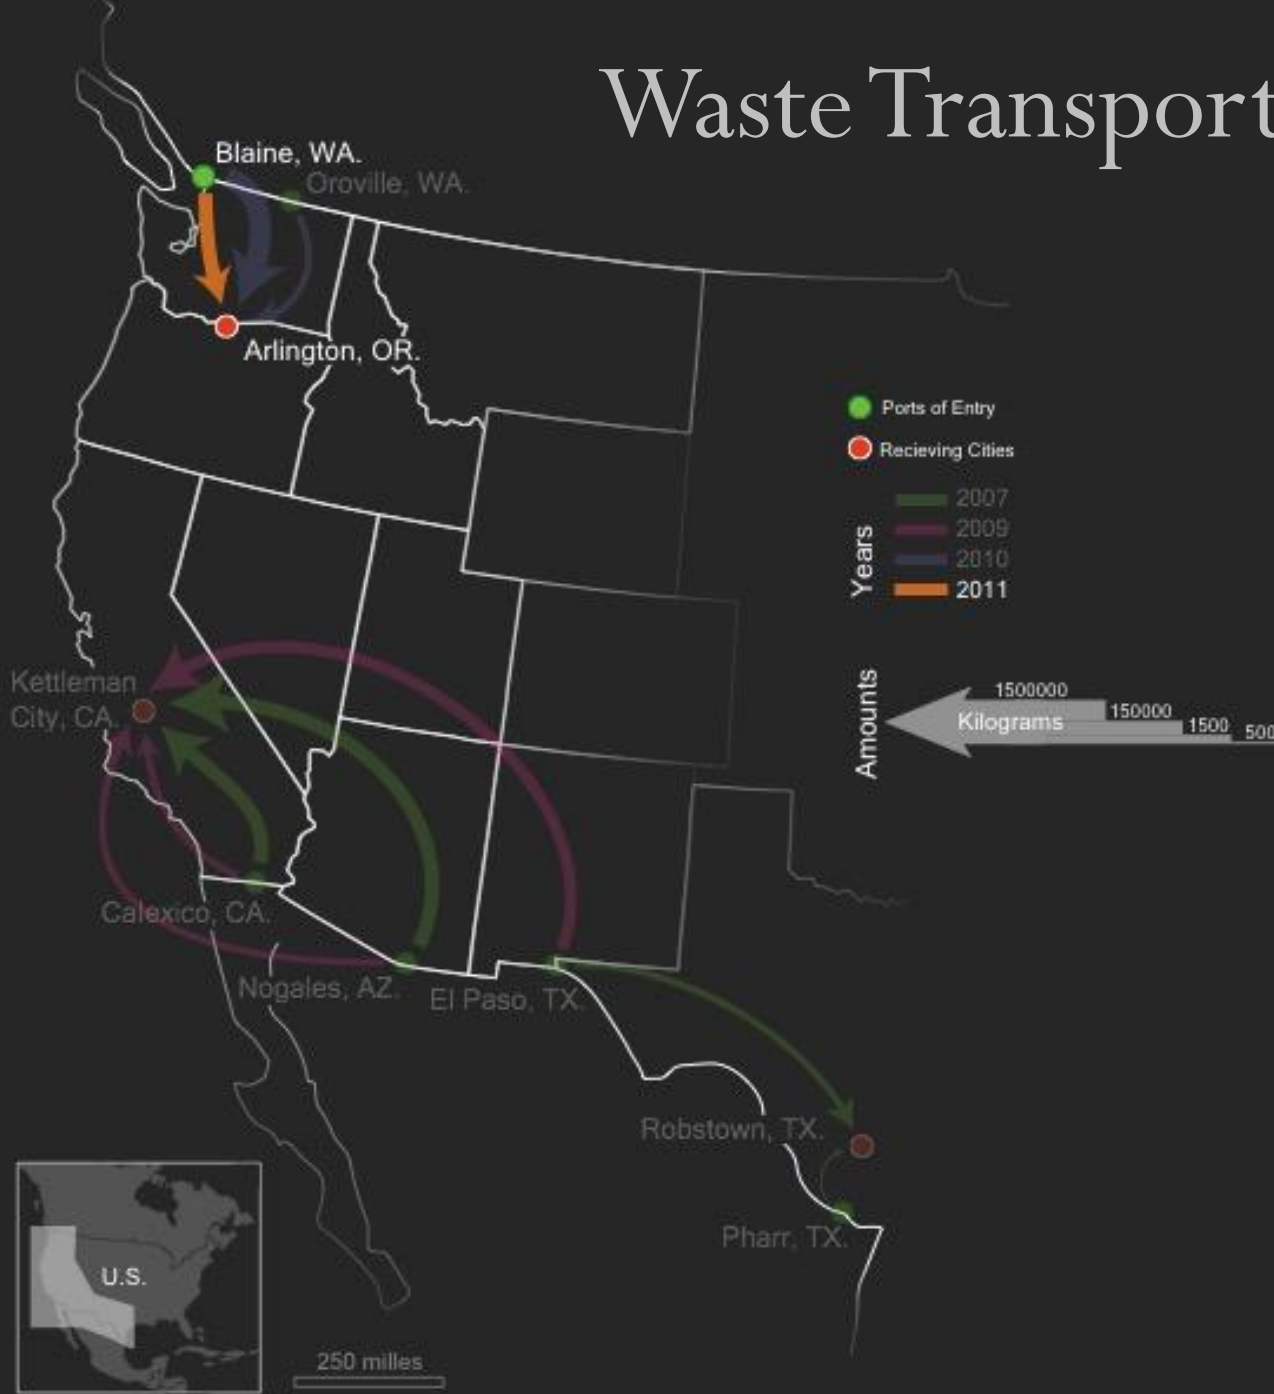 Waste Transport
Blaine, WA.
Oroville, WA.
Arlington, OR.
Ports of Entry
Recieving Cities
Years
2007
2009
2010
2011
Kettleman
City, CA.
Amounts
Kilograms
1500000
150000
1500
500
Calexico, CA.
Nogales, AZ.
El Paso, TX.
Robstown, TX.
Pharr, TX.
U.S.
250 milles